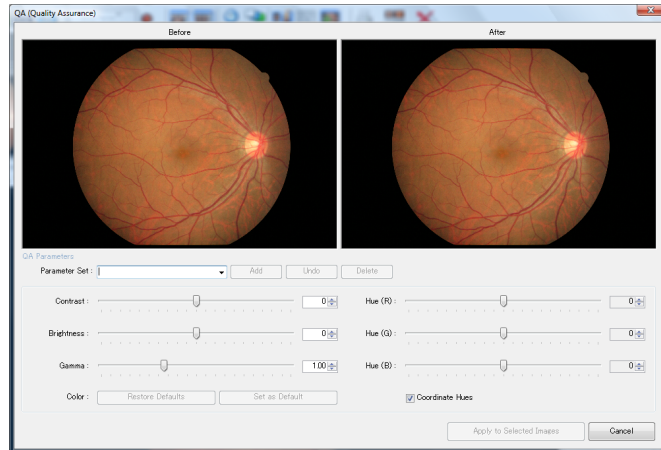 QA (Quality Assurance)
Before After
QA Parameters
Parameter Set : Add Undo Delete
Contrast : 0 Hue (R) : 0
Brightness : 0 Hue (G) : 0
Gamma : 1.00 Hue (B) : 0
Color : Restore Defaults Set as Default Coordinate Hues
Apply to Selected Images Cancel